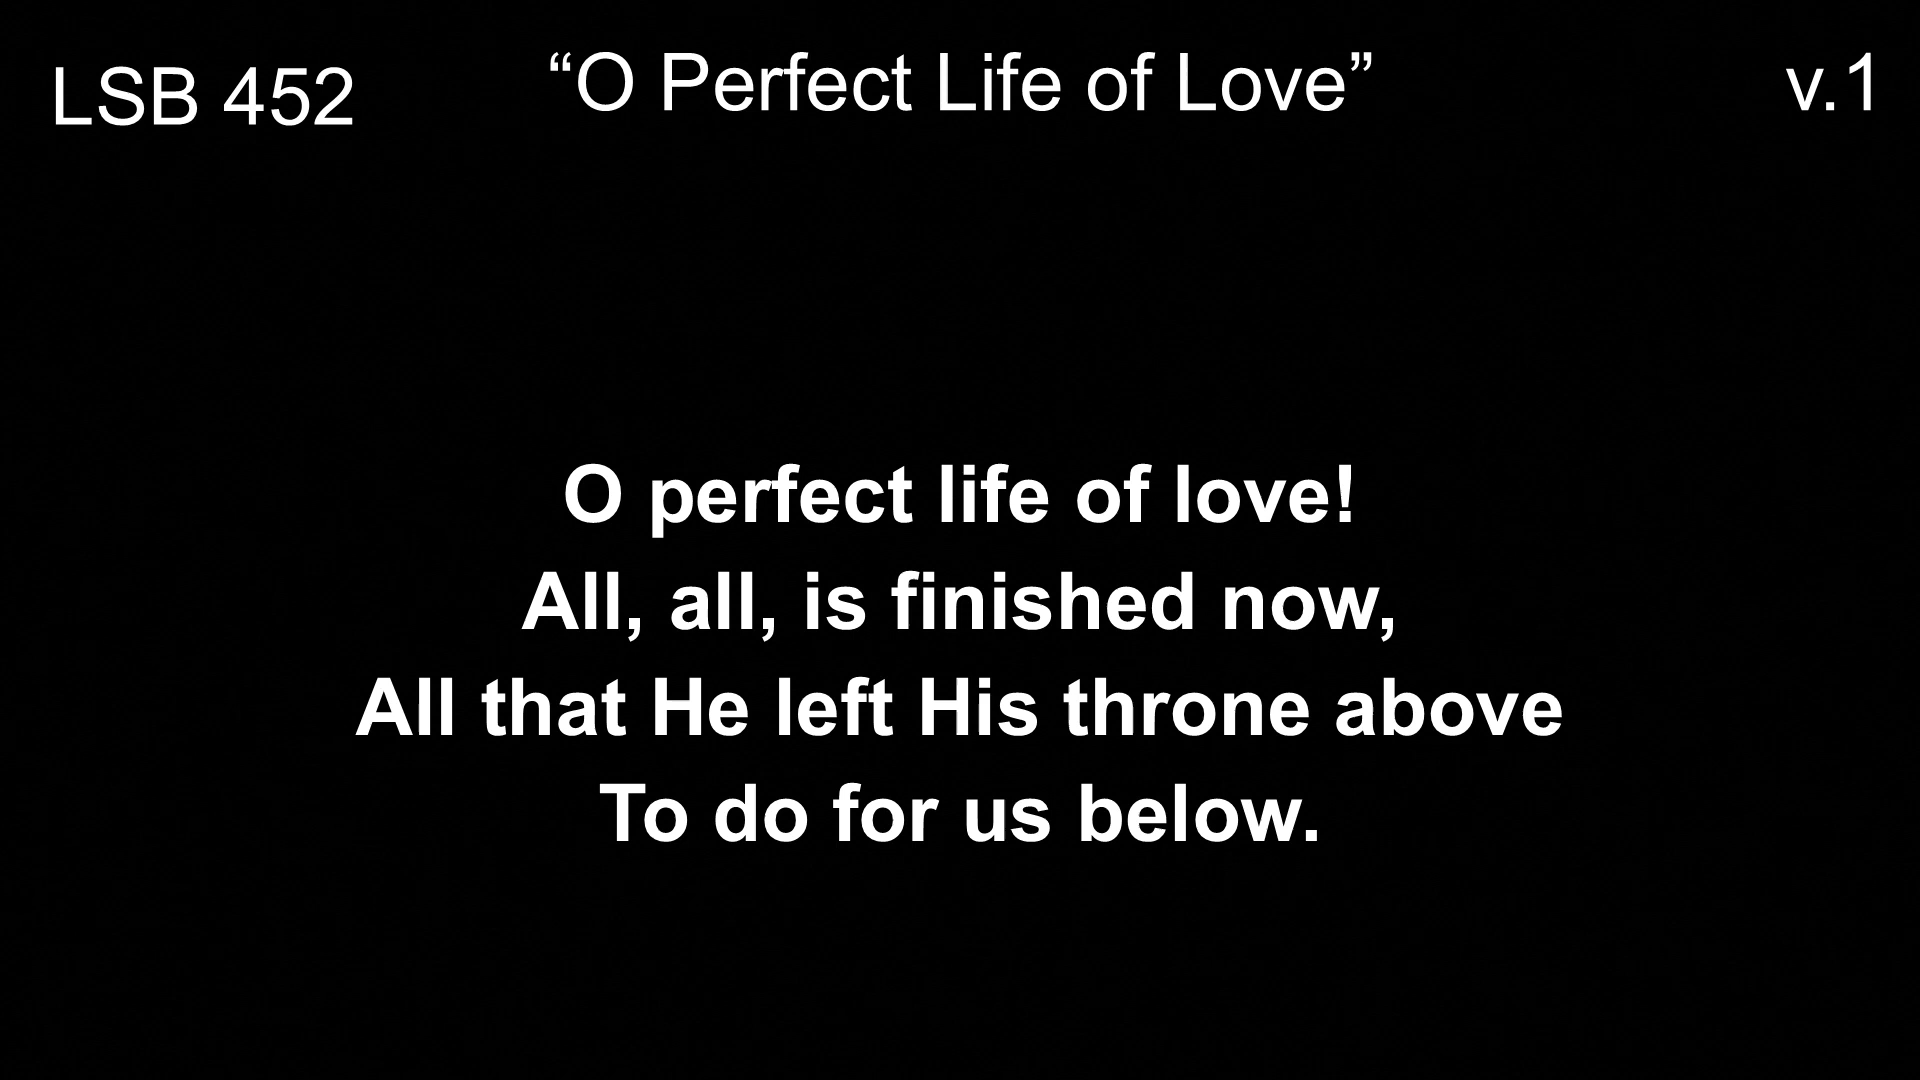 LSB 452
“O Perfect Life of Love”
v.1
O perfect life of love!
All, all, is finished now,
All that He left His throne above
To do for us below.